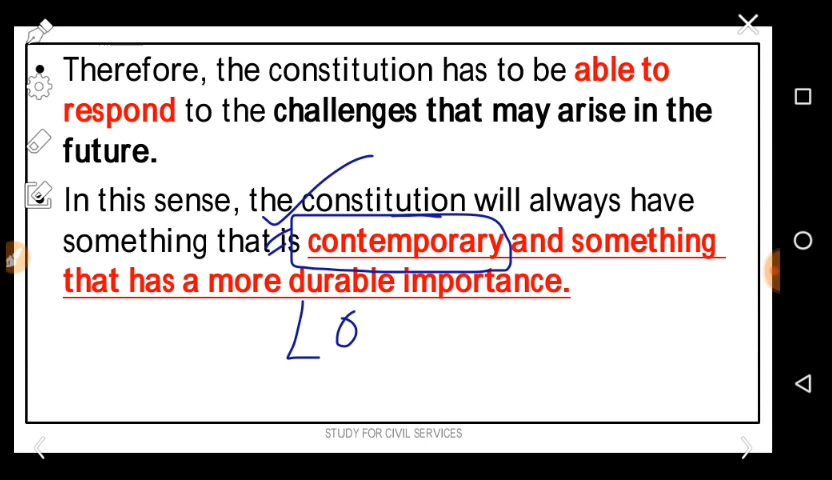 • Therefore, the constitution has to be able to
respond to the challenges that may arise in the
future.
• In this sense, the constitution will always have
something that is contemporary and something
that has a more durable importance.
Lo
STUDY FOR CIVIL SERVICES